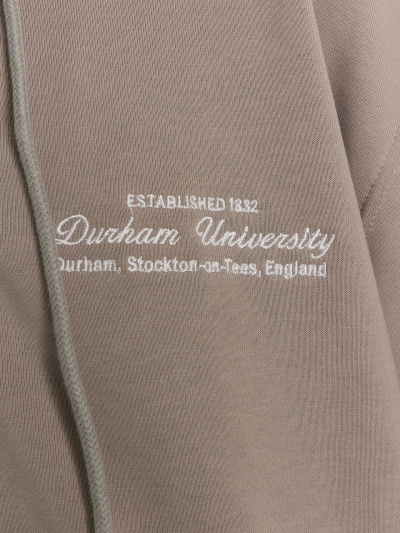 ESTABLISHED 1832
Durham University
Durham, Stockton-on-Tees, England